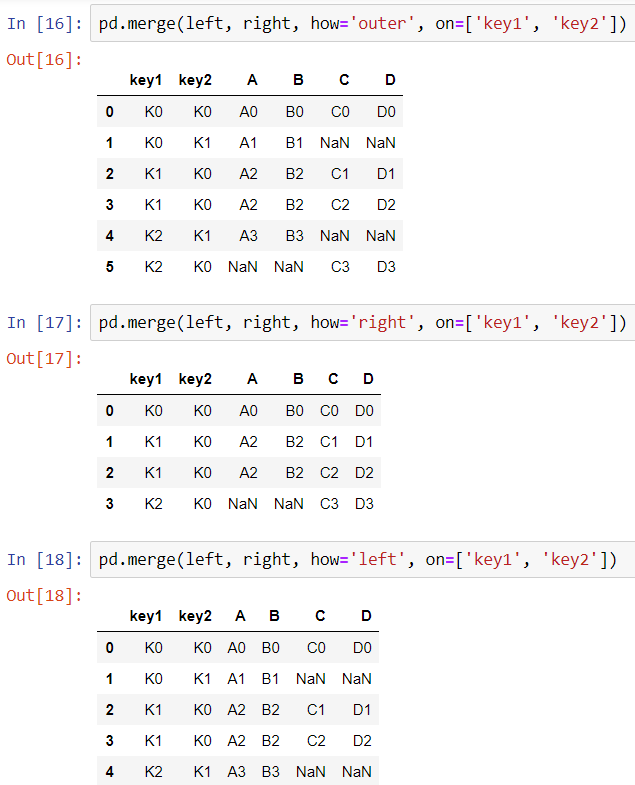 In [16]: pd.merge(left, right, how='outer', on=['key1', 'key2'])
Out[16]:
key1 key2 A B C D
0 K0 K0 A0 B0 C0 D0
1 K0 K1 A1 B1 NaN NaN
2 K1 K0 A2 B2 C1 D1
3 K1 K0 A2 B2 C2 D2
4 K2 K1 A3 B3 NaN NaN
5 K2 K0 NaN NaN C3 D3
In [17]: pd.merge(left, right, how='right', on=['key1', 'key2'])
Out[17]:
key1 key2 A B C D
0 K0 K0 A0 B0 C0 D0
1 K1 K0 A2 B2 C1 D1
2 K1 K0 A2 B2 C2 D2
3 K2 K0 NaN NaN C3 D3
In [18]: pd.merge(left, right, how='left', on=['key1', 'key2'])
Out[18]:
key1 key2 A B C D
0 K0 K0 A0 B0 C0 D0
1 K0 K1 A1 B1 NaN NaN
2 K1 K0 A2 B2 C1 D1
3 K1 K0 A2 B2 C2 D2
4 K2 K1 A3 B3 NaN NaN